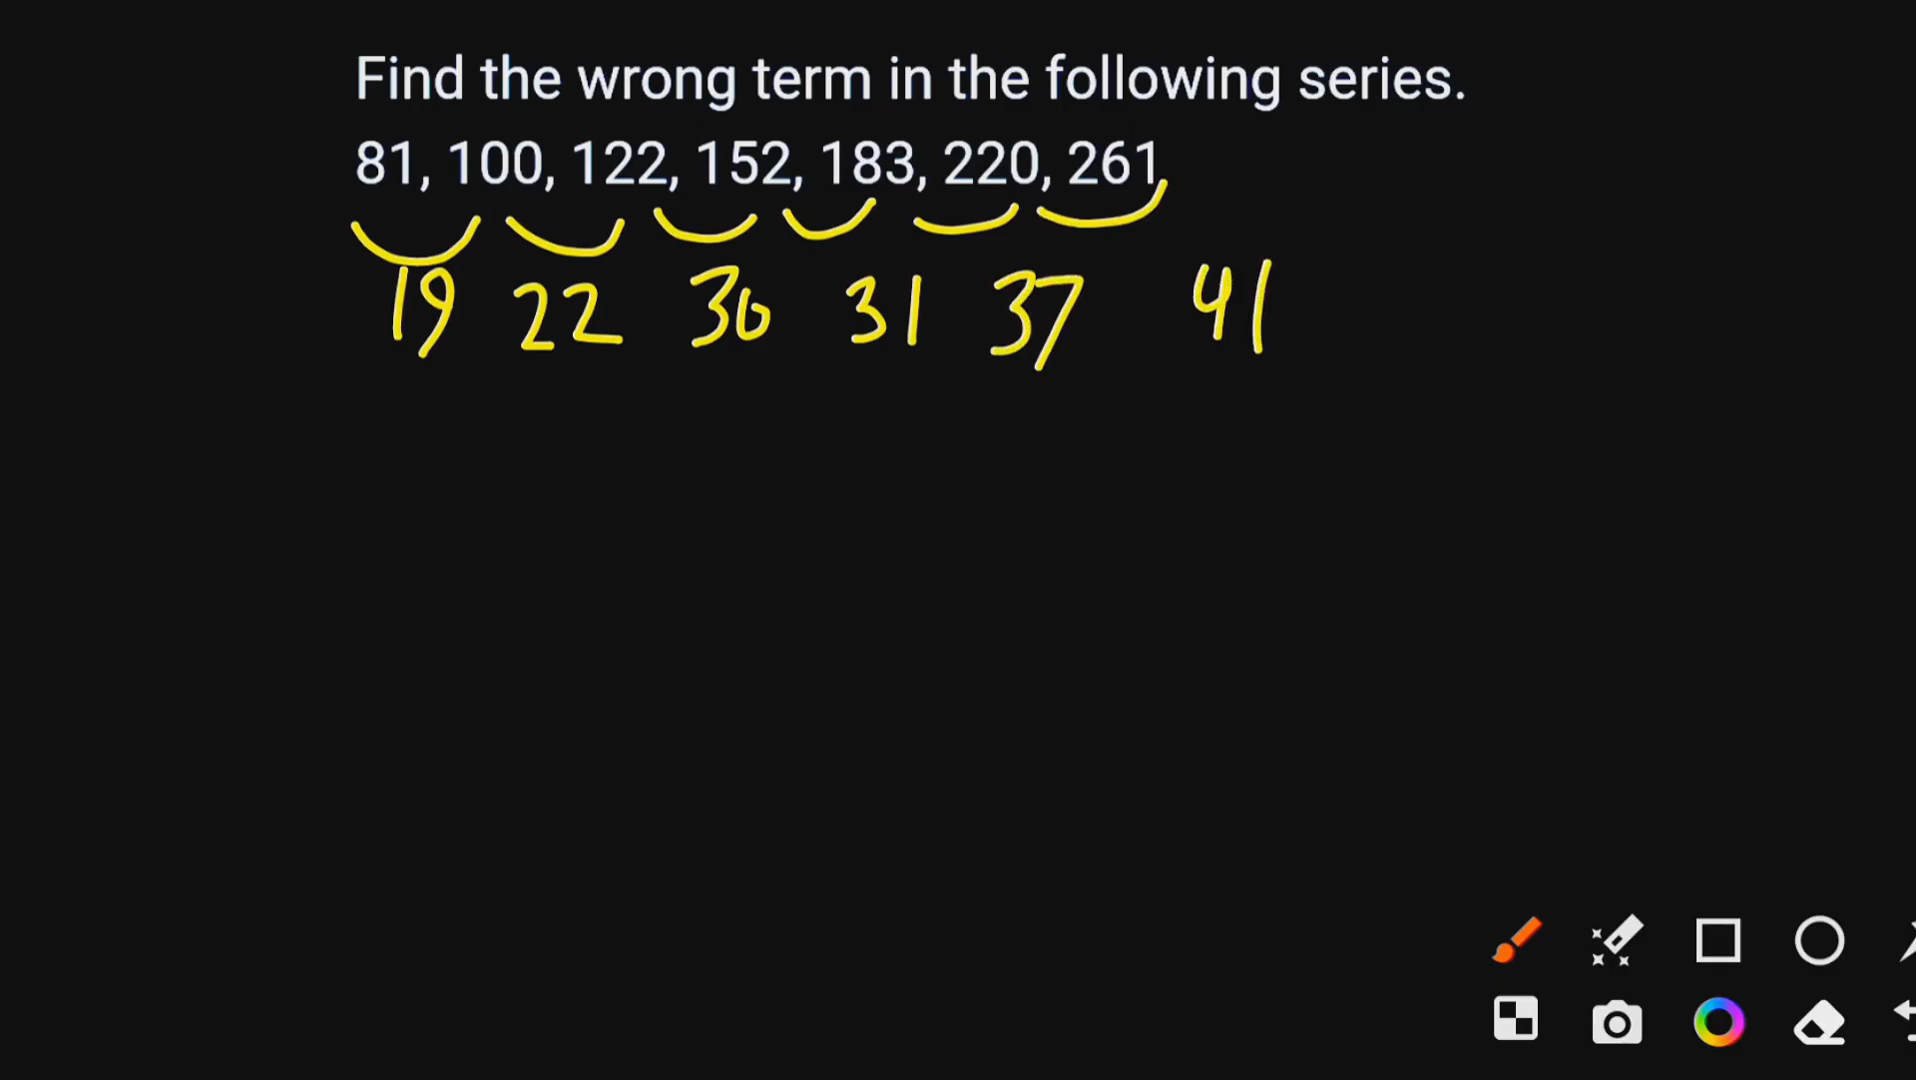 Find the wrong term in the following series.
81, 100, 122, 152, 183, 220, 261
19 22 30 31 37 41